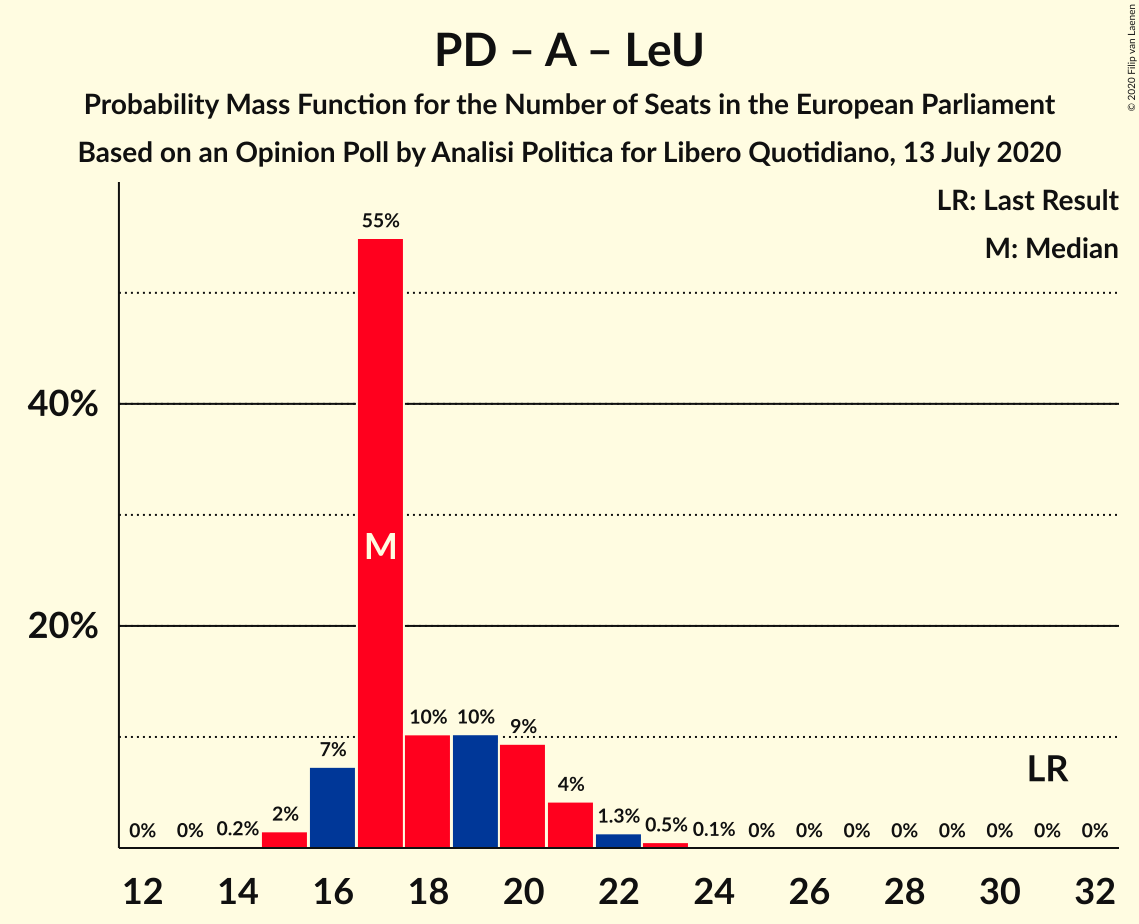 PD – A – LeU
Probability Mass Function for the Number of Seats in the European Parliament
Based on an Opinion Poll by Analisi Politica for Libero Quotidiano, 13 July 2020
© 2020 Filip van Laenen
LR: Last Result
M: Median
40%
20%
0% 0% 0.2% 2% 7% 55% 10% 10% 9% 4% 1.3% 0.5% 0.1% 0% 0% 0% 0% 0% 0% 0% 0%
M
LR
12 14 16 18 20 22 24 26 28 30 32